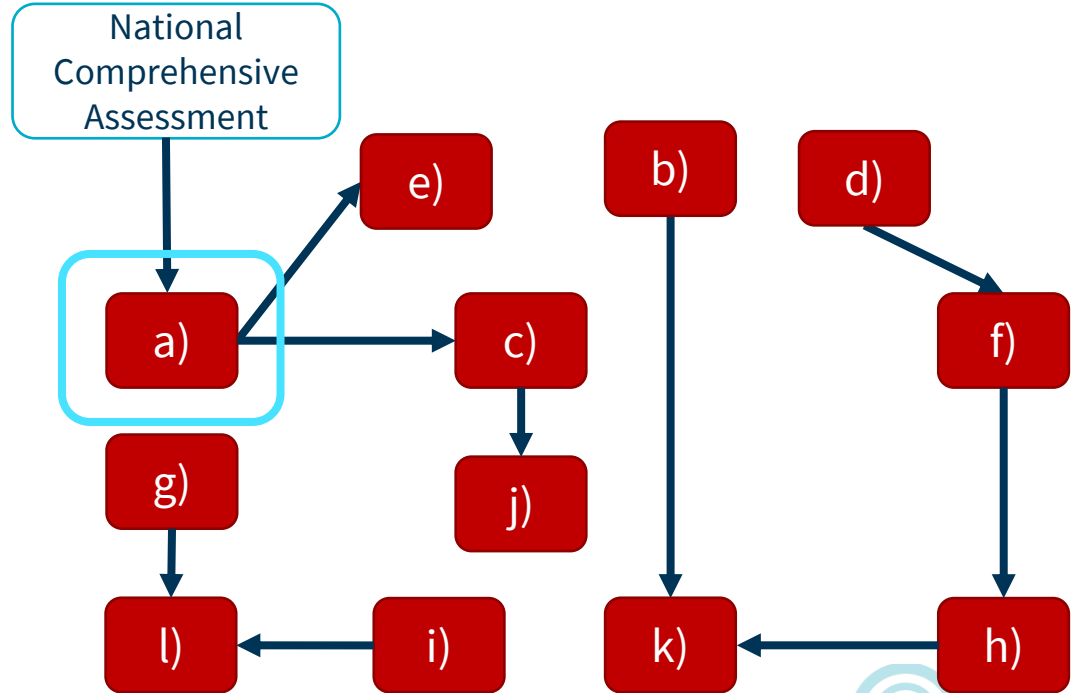 National
Comprehensive
Assessment
e)
b)
d)
a)
c)
f)
g)
j)
l)
i)
k)
h)